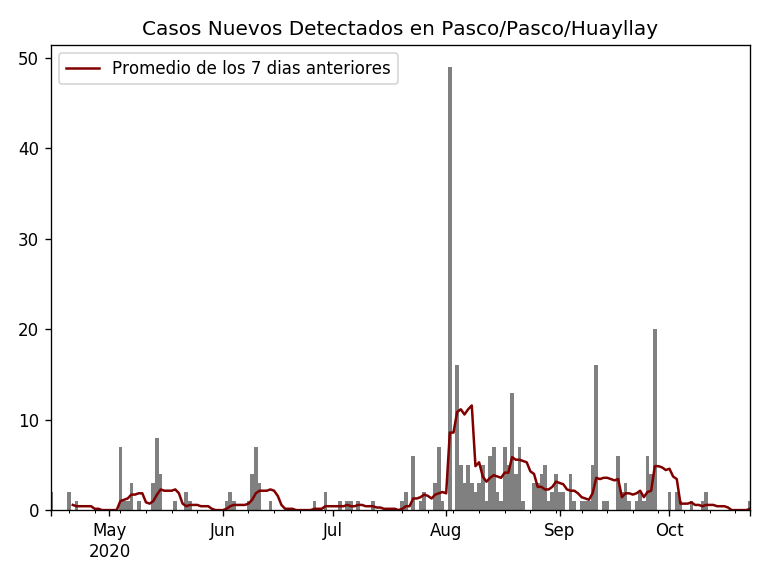 Casos Nuevos Detectados en Pasco/Pasco/Huayllay
Promedio de los 7 dias anteriores
50
40
30
20
10
0
May Jun Jul Aug Sep Oct
2020